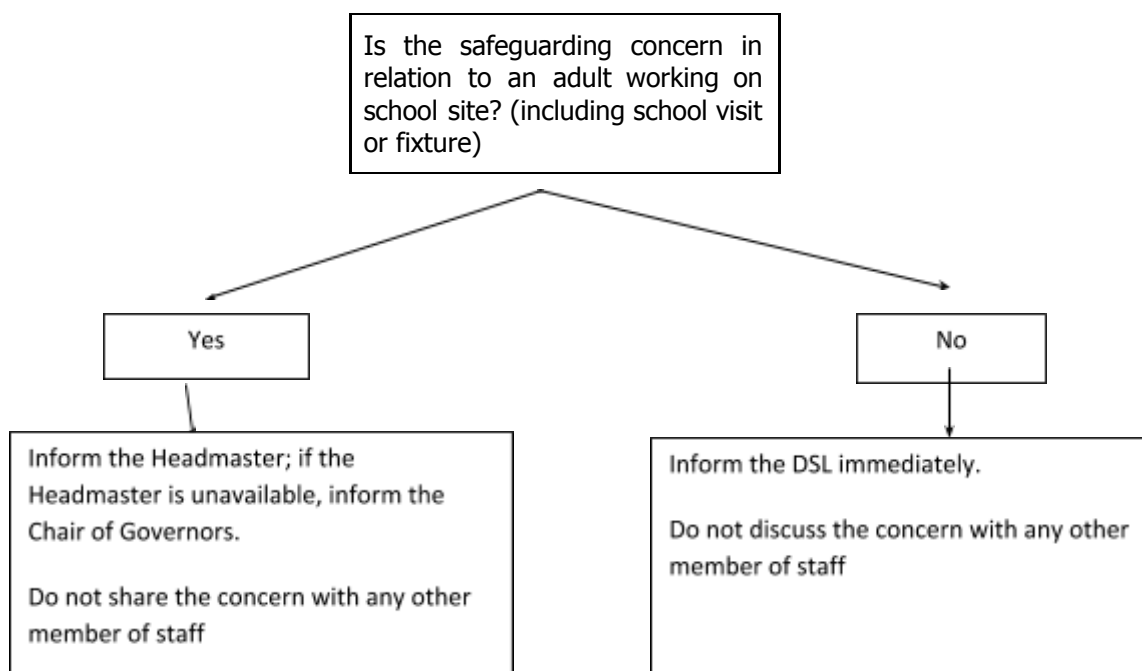 Is the safeguarding concern in
relation to an adult working on
school site? (including school visit
or fixture)
Yes
No
Inform the Headmaster; if the
Headmaster is unavailable, inform the
Chair of Governors.
Do not share the concern with any other
member of staff
Inform the DSL immediately.
Do not discuss the concern with any other
member of staff